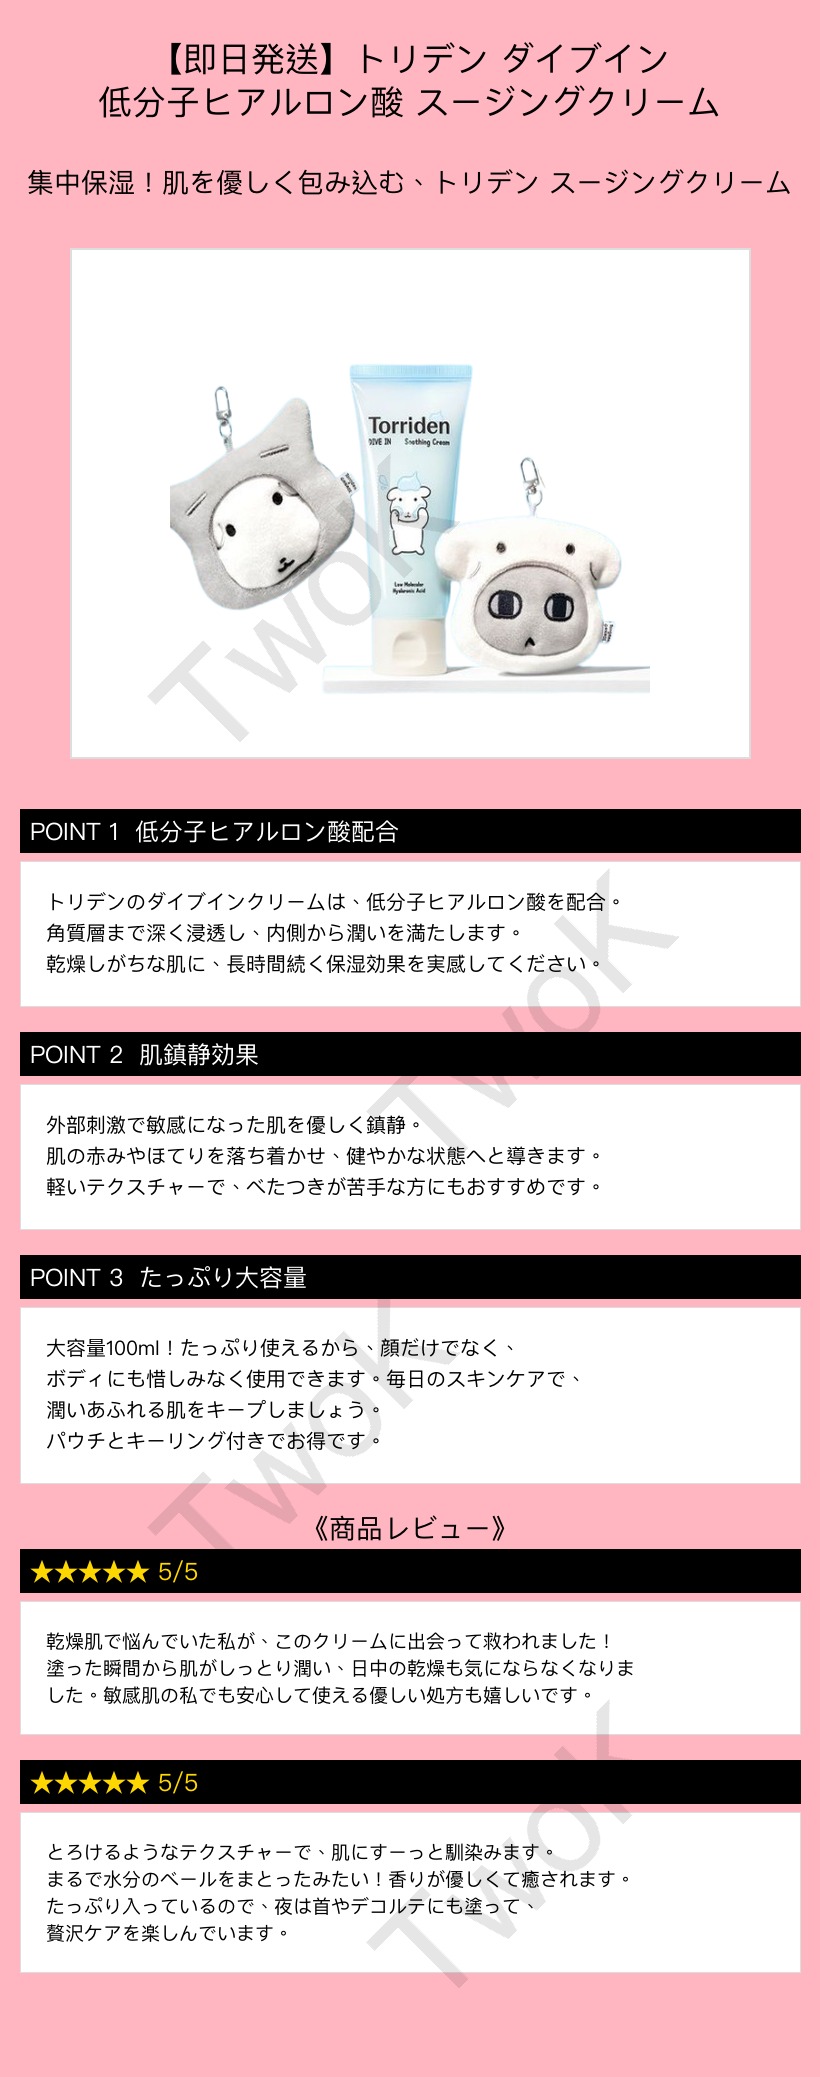 【即日発送】トリデン ダイブイン
低分子ヒアルロン酸 スージングクリーム
集中保湿！肌を優しく包み込む、トリデン スージングクリーム
Torriden
DIVE IN Soothing Cream
Low Molecular
Hyaluronic Acid
TwoK
POINT 1 低分子ヒアルロン酸配合
トリデンのダイブインクリームは、低分子ヒアルロン酸を配合。
角質層まで深く浸透し、内側から潤いを満たします。
乾燥しがちな肌に、長時間続く保湿効果を実感してください。
TwoK
POINT 2 肌鎮静効果
外部刺激で敏感になった肌を優しく鎮静。
肌の赤みやほてりを落ち着かせ、健やかな状態へと導きます。
軽いテクスチャーで、べたつきが苦手な方にもおすすめです。
POINT 3 たっぷり大容量
大容量100ml！たっぷり使えるから、顔だけでなく、
ボディにも惜しみなく使用できます。毎日のスキンケアで、
潤いあふれる肌をキープしましょう。
パウチとキーリング付きでお得です。
TwoK
《商品レビュー》
★★★★★ 5/5
乾燥肌で悩んでいた私が、このクリームに出会って救われました！
塗った瞬間から肌がしっとり潤い、日中の乾燥も気にならなくなりま
した。敏感肌の私でも安心して使える優しい処方も嬉しいです。
★★★★★ 5/5
とろけるようなテクスチャーで、肌にすーっと馴染みます。
まるで水分のベールをまとったみたい！香りが優しくて癒されます。
たっぷり入っているので、夜は首やデコルテにも塗って、
贅沢ケアを楽しんでいます。
TwoK